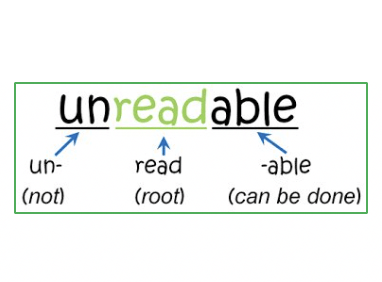 unreadable
un- read -able
(not) (root) (can be done)